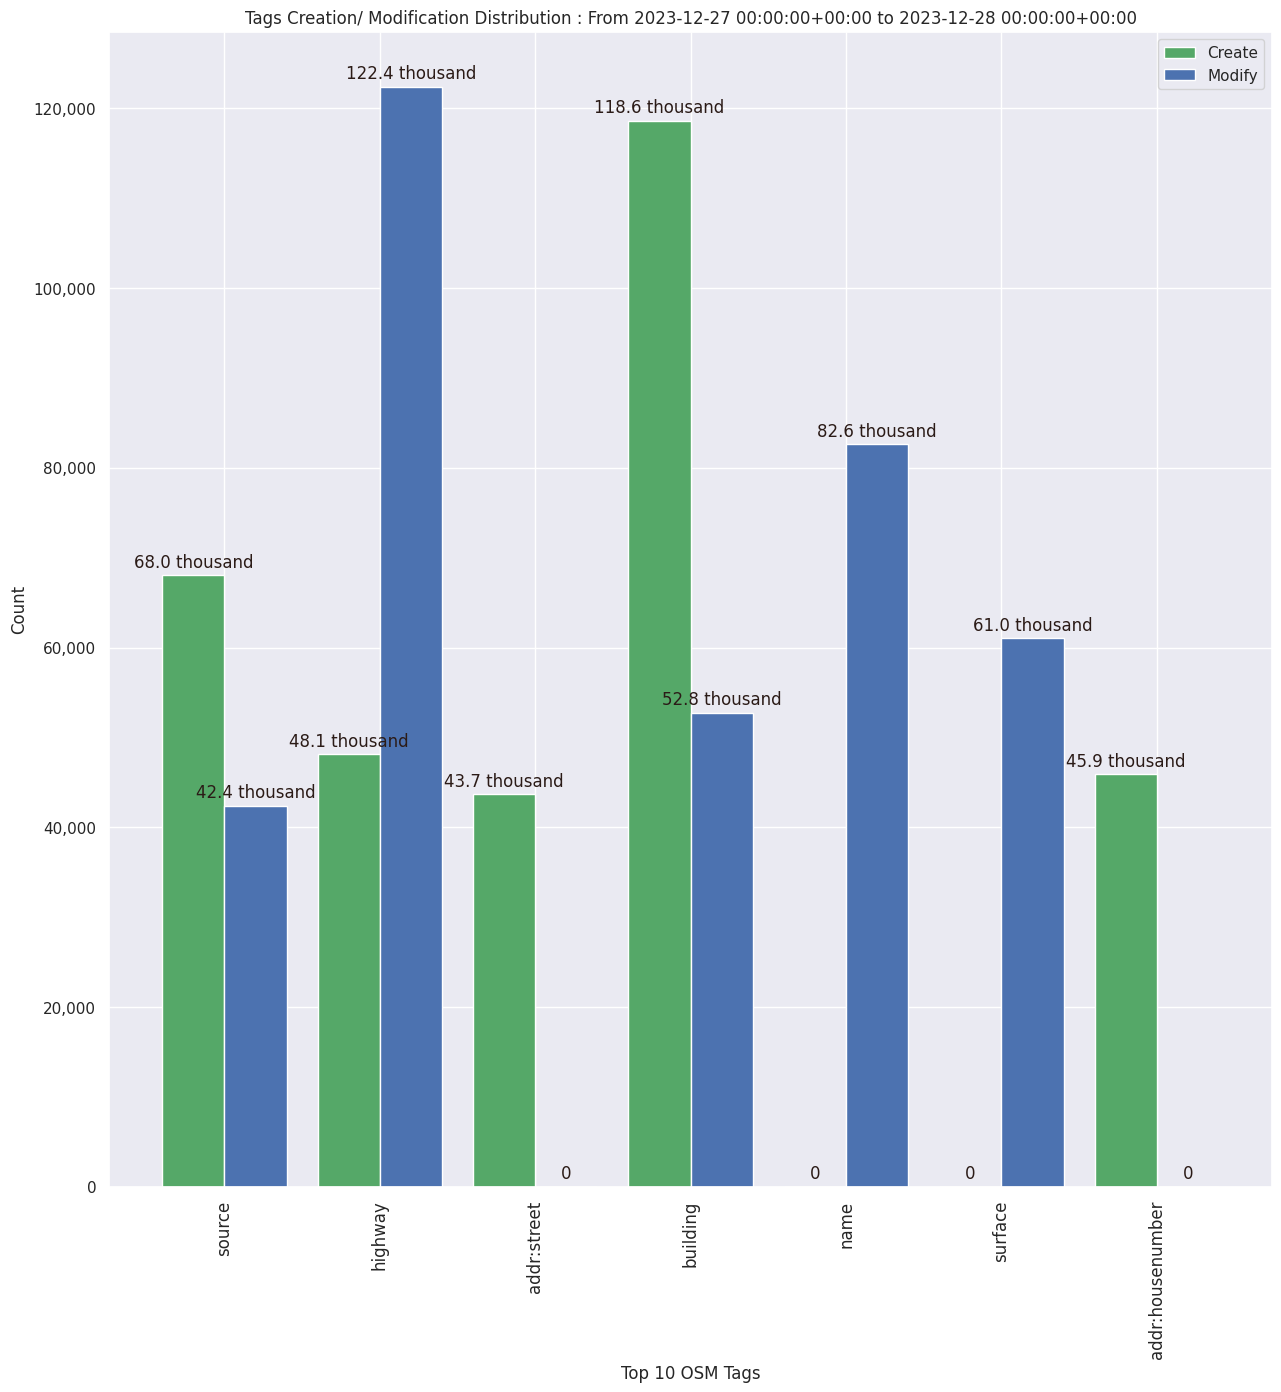 Tags Creation/ Modification Distribution : From 2023-12-27 00:00:00+00:00 to 2023-12-28 00:00:00+00:00
Create
Modify
122.4 thousand
118.6 thousand
82.6 thousand
68.0 thousand
61.0 thousand
52.8 thousand
48.1 thousand
45.9 thousand
43.7 thousand
42.4 thousand
0
0
0
0
120,000
100,000
80,000
60,000
40,000
20,000
0
Count
source
highway
addr:street
building
name
surface
addr:housenumber
Top 10 OSM Tags